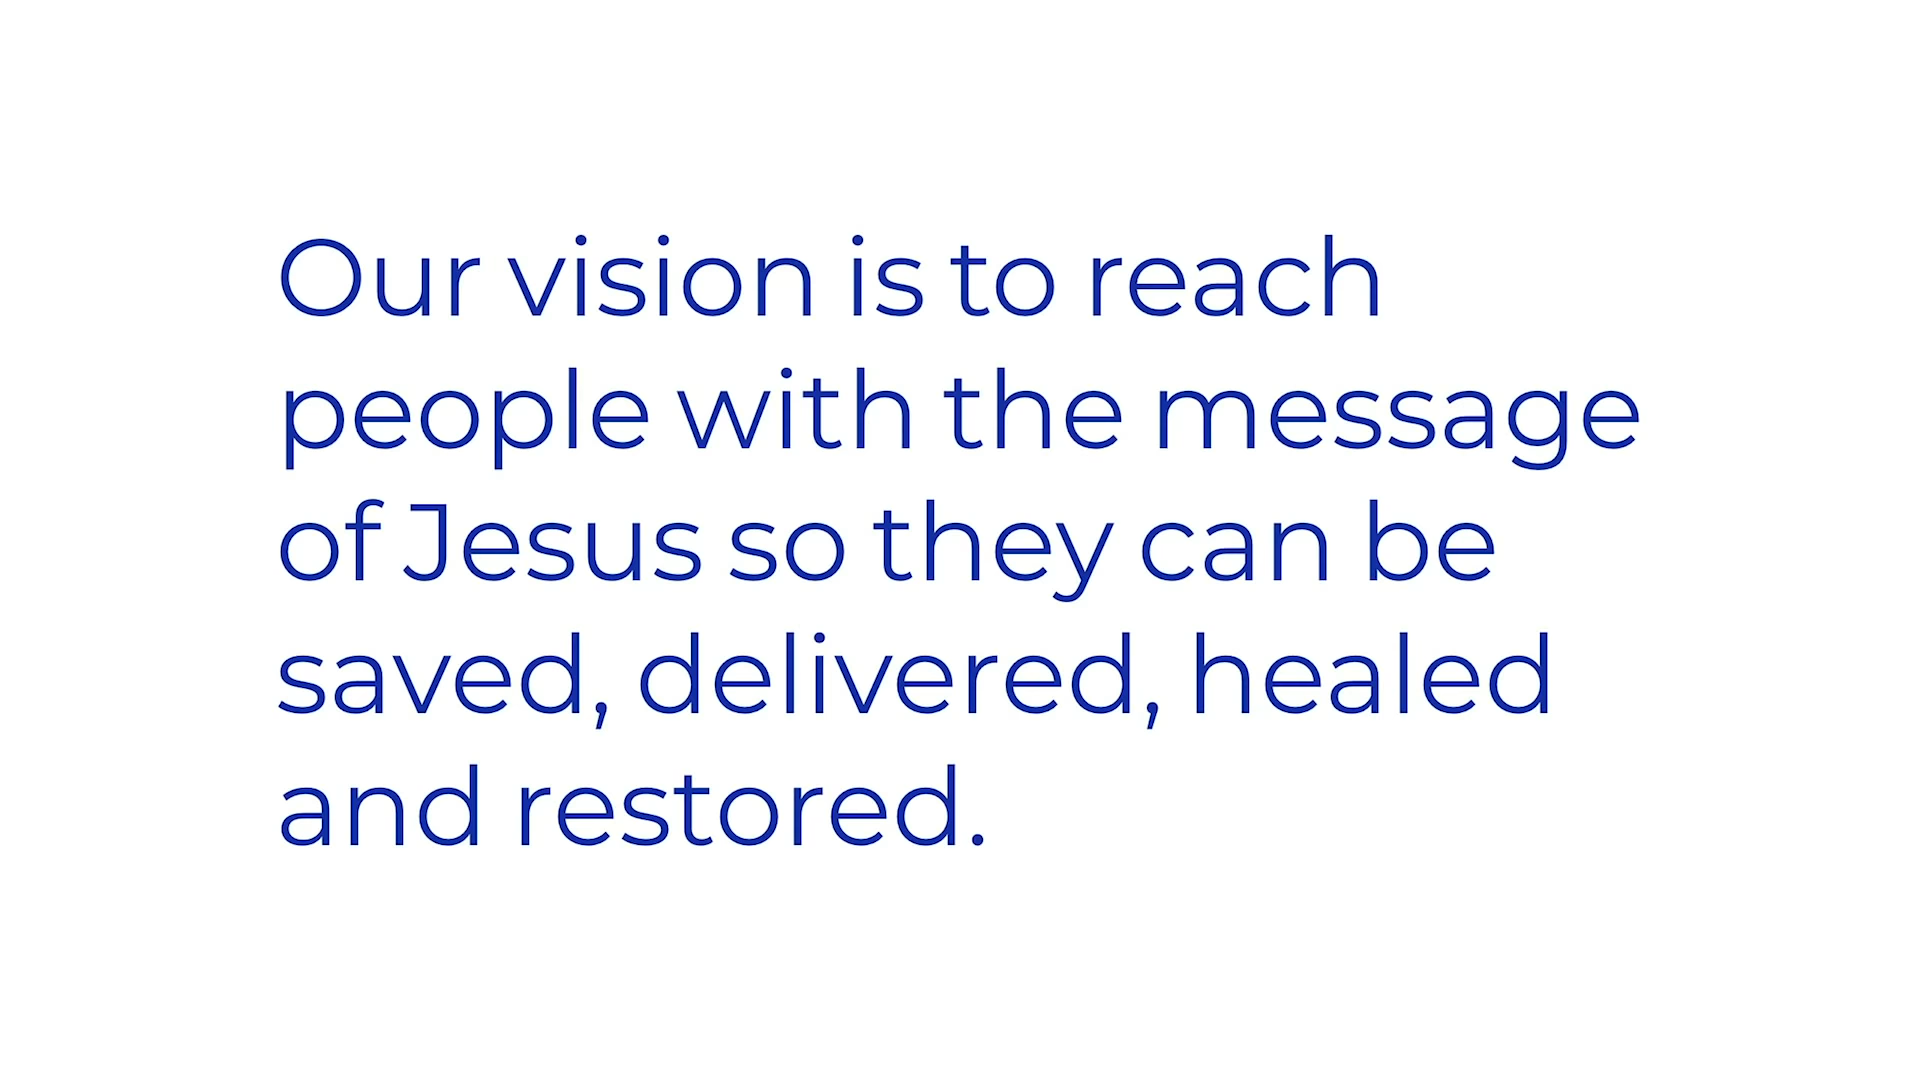 Our vision is to reach
people with the message
of Jesus so they can be
saved, delivered, healed
and restored.